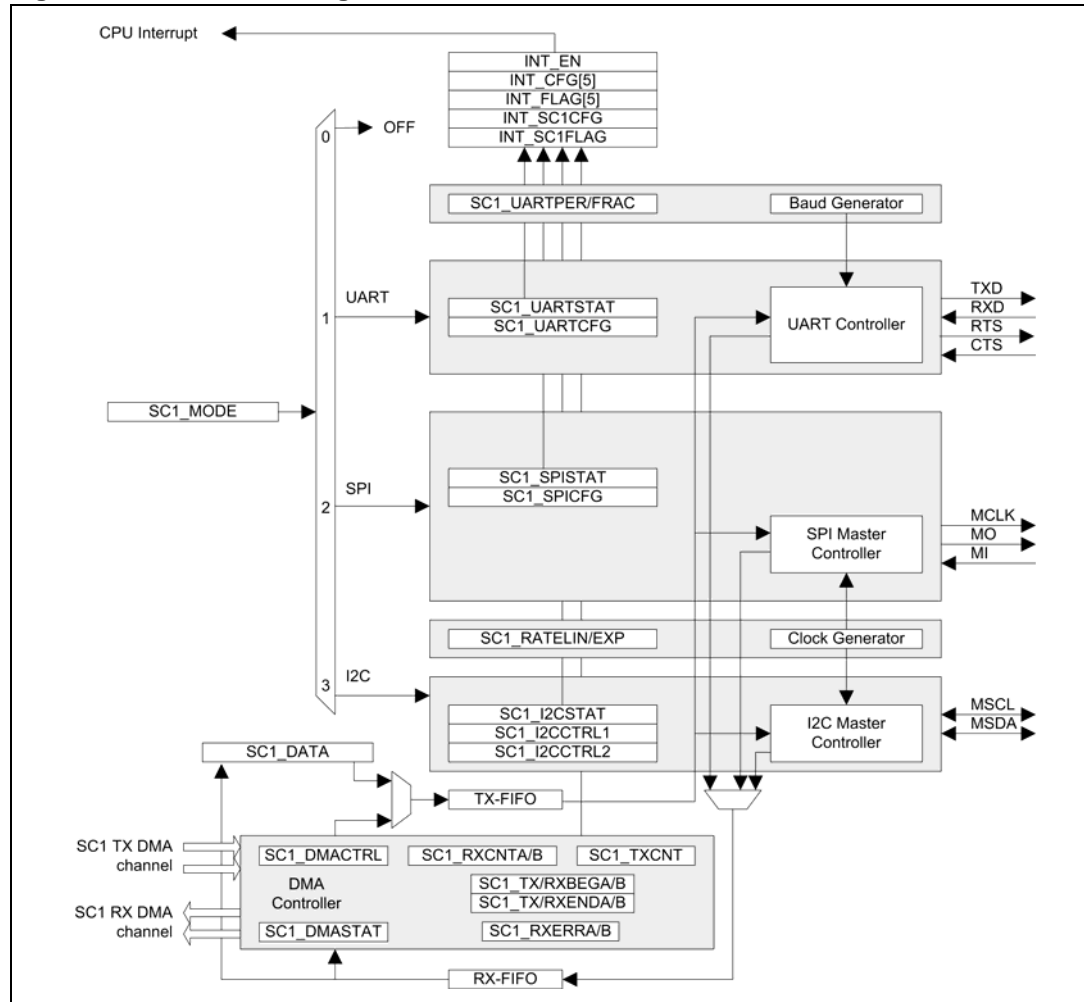 CPU Interrupt
INT_EN
INT_CFG[5]
INT_FLAG[5]
INT_SC1CFG
INT_SC1FLAG
0
OFF
SC1_UARTPER/FRAC
Baud Generator
UART
1
SC1_UARTSTAT
SC1_UARTCFG
UART Controller
TXD
RXD
RTS
CTS
SC1_MODE
SPI
2
SC1_SPISTAT
SC1_SPICFG
SPI Master
Controller
MCLK
MO
MI
SC1_RATELIN/EXP
Clock Generator
I2C
3
SC1_I2CSTAT
SC1_I2CCTRL1
SC1_I2CCTRL2
I2C Master
Controller
MSCL
MSDA
SC1_DATA
TX-FIFO
SC1 TX DMA
channel
SC1_DMACTRL
SC1_RXCNTA/B
SC1_TXCNT
DMA
Controller
SC1_TX/RXBEGA/B
SC1_TX/RXENDA/B
SC1 RX DMA
channel
SC1_DMASTAT
SC1_RXERRA/B
RX-FIFO